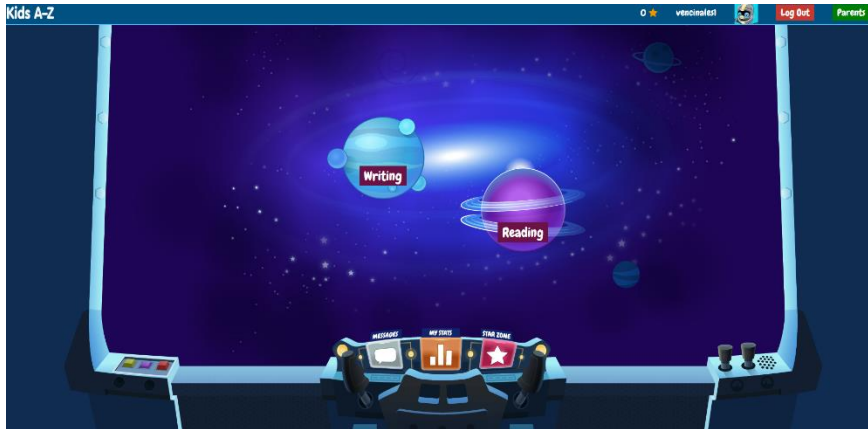 Kids A-Z
0 vencinales1 Log Out Parents
Writing
Reading
MESSAGES MY STATS STAR ZONE